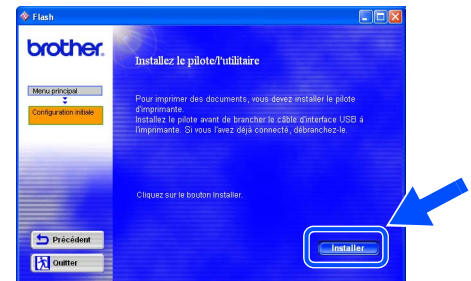 Flash
brother
Installez le pilote/l'utilitaire
Menu principal
Configuration initiale
Pour imprimer des documents, vous devez installer le pilote
d'imprimante.
Installez le pilote avant de brancher le câble d'interface USB á
l'imprimante. Si vous l'avez déjà connecté, débranchez-le.
Cliquez sur le bouton Installer.
Précédent
Quitter
Installer